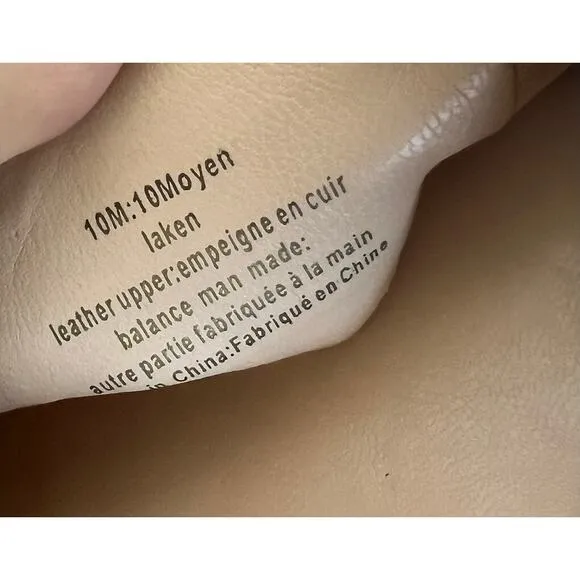 10M:10Moyen
laken
leather upper:empeigne en cuir
balance man made:
autre partie fabriquée à la main
in China:Fabriqué en Chine